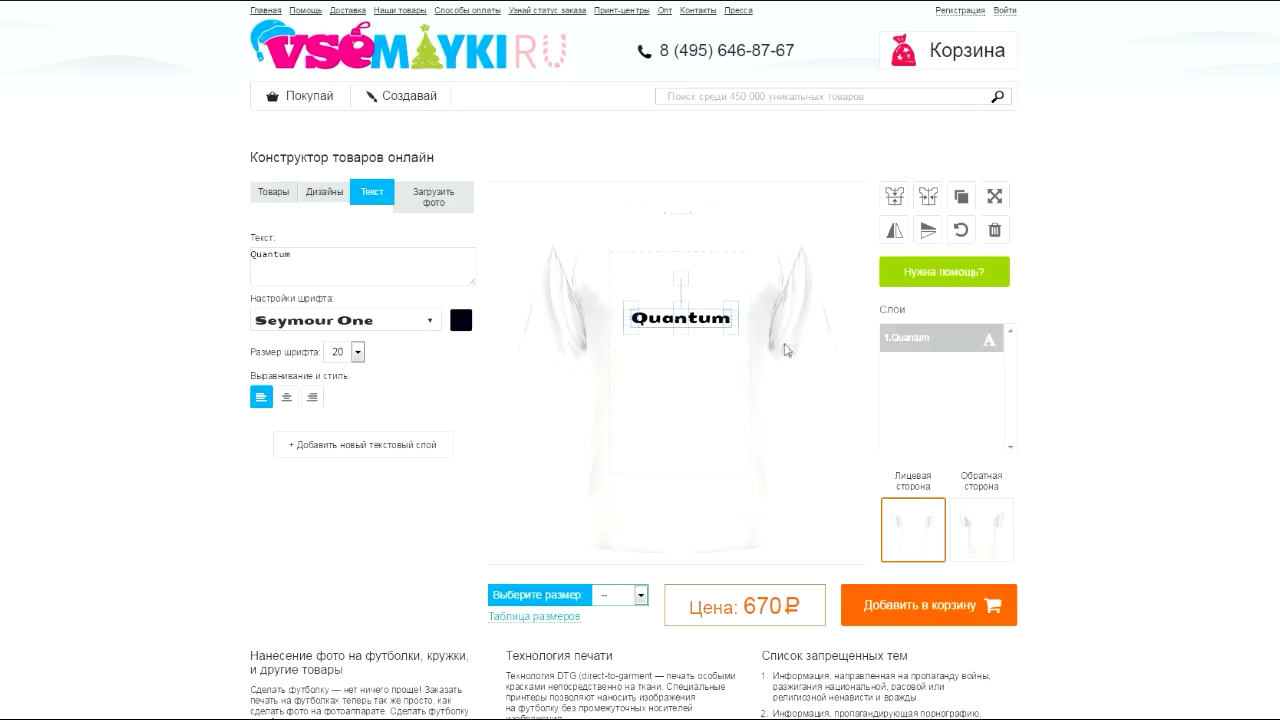 Главная Помощь Доставка Наши товары Способы оплаты Узнай статус заказа Принт-центры Опт Контакты Пресса Регистрация Войти
vsemayki RU
8 (495) 646-87-67
Корзина
Покупай Создавай Поиск среди 450 000 уникальных товаров
Конструктор товаров онлайн
Товары Дизайны Текст Загрузить
фото
Текст:
Quantum
Настройки шрифта:
Seymour One
Размер шрифта: 20
Выравнивание и стиль:
+ Добавить новый текстовый слой
Quantum
Нужна помощь?
Слои
1.Quantum A
Лицевая
сторона
Обратная
сторона
Выберите размер: --
Таблица размеров
Цена: 670 ₽
Добавить в корзину
Нанесение фото на футболки, кружки,
и другие товары
Сделать футболку — нет ничего проще! Заказать
печать на футболках теперь так же просто, как
сделать фото на фотоаппарате. Сделать футболку
Технология печати
Технология DTG (direct-to-garment — печать особыми
красками непосредственно на ткани. Специальные
принтеры позволяют наносить изображения
на футболку без промежуточных носителей
изображения
Список запрещенных тем
1. Информация, направленная на пропаганду войны,
разжигания национальной, расовой или
религиозной ненависти и вражды.
2. Информация, пропагандирующая порнографию,